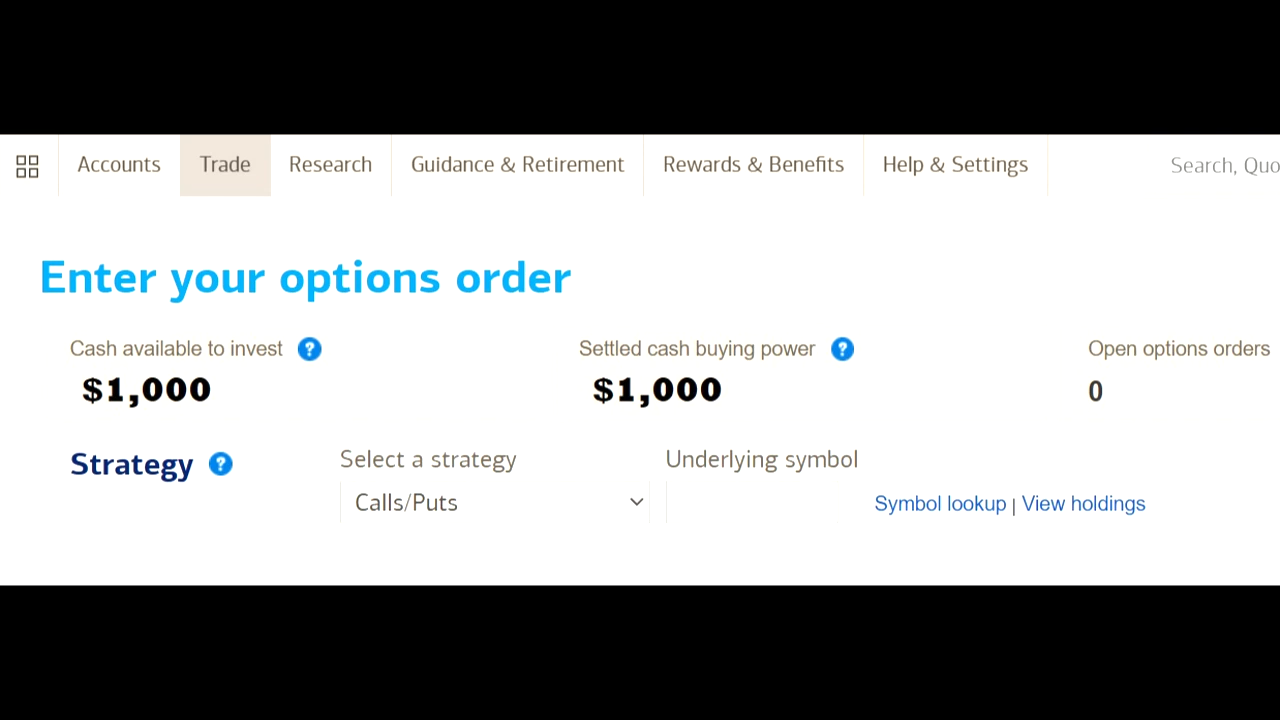 Accounts Trade Research Guidance & Retirement Rewards & Benefits Help & Settings Search, Quo
Enter your options order
Cash available to invest ? Settled cash buying power ? Open options orders
$1,000 $1,000 0
Strategy ? Select a strategy Underlying symbol
Calls/Puts Symbol lookup | View holdings